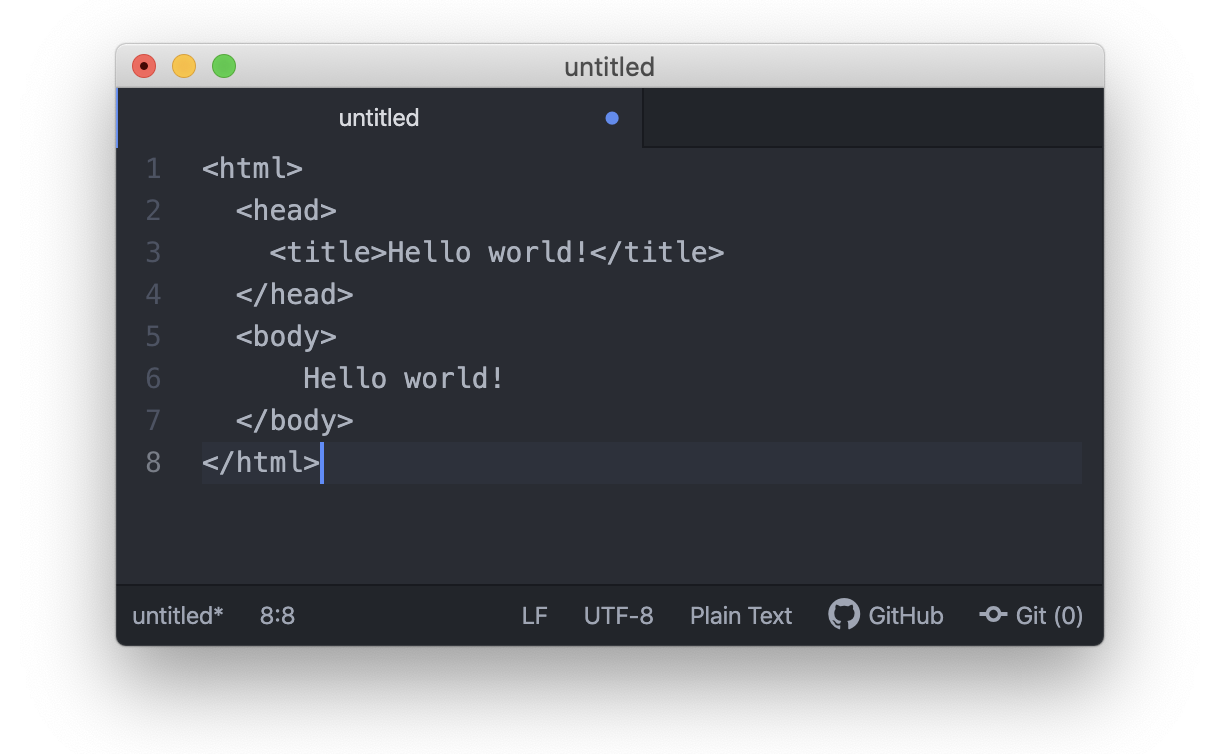 untitled
untitled
1 <html>
2   <head>
3     <title>Hello world!</title>
4   </head>
5   <body>
6       Hello world!
7   </body>
8 </html>
untitled* 8:8 LF UTF-8 Plain Text GitHub Git (0)